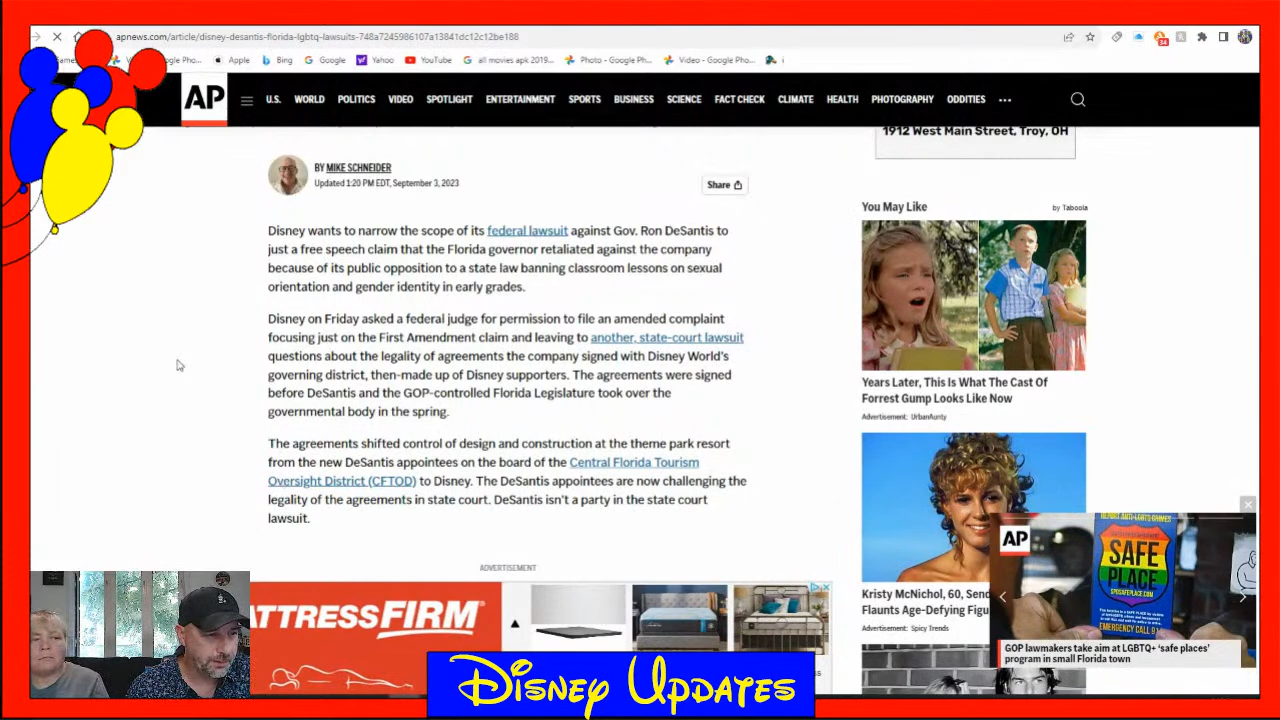 apnews.com/article/disney-desantis-florida-lgbtq-lawsuits-748a7245986107a13841dc12c12be188
Google Pho... Apple Bing Google Yahoo YouTube all movies apk 2019... Photo - Google Ph... Video - Google Pho...
AP U.S. WORLD POLITICS VIDEO SPOTLIGHT ENTERTAINMENT SPORTS BUSINESS SCIENCE FACT CHECK CLIMATE HEALTH PHOTOGRAPHY ODDITIES
1912 West Main Street, Troy, OH
BY MIKE SCHNEIDER
Updated 1:20 PM EDT, September 3, 2023
Share
Disney wants to narrow the scope of its federal lawsuit against Gov. Ron DeSantis to
just a free speech claim that the Florida governor retaliated against the company
because of its public opposition to a state law banning classroom lessons on sexual
orientation and gender identity in early grades.
Disney on Friday asked a federal judge for permission to file an amended complaint
focusing just on the First Amendment claim and leaving to another, state-court lawsuit
questions about the legality of agreements the company signed with Disney World's
governing district, then-made up of Disney supporters. The agreements were signed
before DeSantis and the GOP-controlled Florida Legislature took over the
governmental body in the spring.
The agreements shifted control of design and construction at the theme park resort
from the new DeSantis appointees on the board of the Central Florida Tourism
Oversight District (CFTOD) to Disney. The DeSantis appointees are now challenging the
legality of the agreements in state court. DeSantis isn't a party in the state court
lawsuit.
ADVERTISEMENT
ATTRESSFIRM
You May Like
by Taboola
Years Later, This Is What The Cast Of
Forrest Gump Looks Like Now
Advertisement: UrbanAunty
Kristy McNichol, 60, Send
Flaunts Age-Defying Figu
Advertisement: Spicy Trends
AP
REPORT ANTI-LGBTQ CRIMES
SAFE
PLACE
SPDSAFEPLACE.COM
EMERGENCY CALL 91
GOP lawmakers take aim at LGBTQ+ ‘safe places’
program in small Florida town
Disney Updates